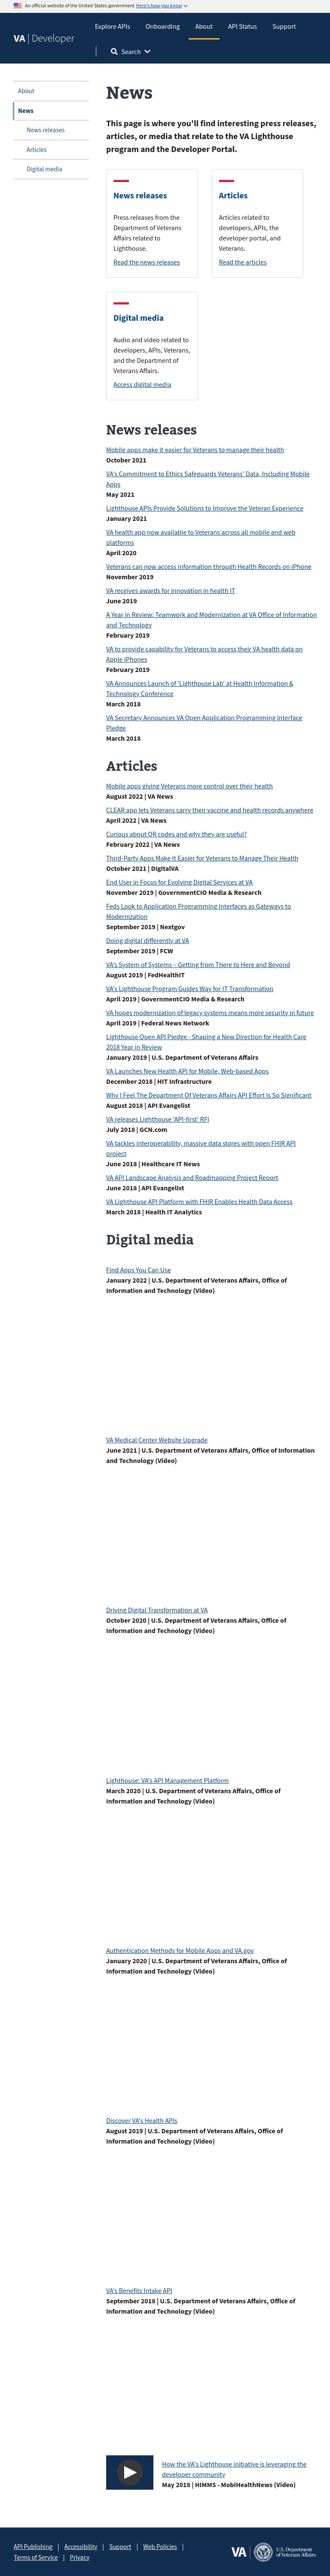 An official website of the United States government Here's how you know
VA | Developer
Explore APIs
Onboarding
About
API Status
Support
Search
About
News
News releases
Articles
Digital media
News
This page is where you'll find interesting press releases,
articles, or media that relate to the VA Lighthouse
program and the Developer Portal.
News releases
Press releases from the
Department of Veterans
Affairs related to
Lighthouse.
Read the news releases
Articles
Articles related to
developers, APIs, the
developer portal, and
Veterans.
Read the articles
Digital media
Audio and video related to
developers, APIs, Veterans,
and the Department of
Veterans Affairs.
Access digital media
News releases
Mobile apps make it easier for Veterans to manage their health
October 2021
VA's Commitment to Ethics Safeguards Veterans' Data, Including Mobile
Apps
May 2021
Lighthouse APIs Provide Solutions to Improve the Veteran Experience
January 2021
VA health app now available to Veterans across all mobile and web
platforms
April 2020
Veterans can now access information through Health Records on iPhone
November 2019
VA receives awards for innovation in health IT
June 2019
A Year in Review: Teamwork and Modernization at VA Office of Information
and Technology
February 2019
VA to provide capability for Veterans to access their VA health data on
Apple iPhones
February 2019
VA Announces Launch of 'Lighthouse Lab' at Health Information &
Technology Conference
March 2018
VA Secretary Announces VA Open Application Programming Interface
Pledge
March 2018
Articles
Mobile apps giving Veterans more control over their health
August 2022 | VA News
CLEAR app lets Veterans carry their vaccine and health records anywhere
April 2022 | VA News
Curious about QR codes and why they are useful?
February 2022 | VA News
Third-Party Apps Make It Easier for Veterans to Manage Their Health
October 2021 | DigitalVA
End User in Focus for Evolving Digital Services at VA
November 2019 | GovernmentCIO Media & Research
Feds Look to Application Programming Interfaces as Gateways to
Modernization
September 2019 | Nextgov
Doing digital differently at VA
September 2019 | FCW
VA's System of Systems – Getting from There to Here and Beyond
August 2019 | FedHealthIT
VA's Lighthouse Program Guides Way for IT Transformation
April 2019 | GovernmentCIO Media & Research
VA hopes modernization of legacy systems means more security in future
April 2019 | Federal News Network
Lighthouse Open API Pledge - Shaping a New Direction for Health Care
2018 Year in Review
January 2019 | U.S. Department of Veterans Affairs
VA Launches New Health API for Mobile, Web-based Apps
December 2018 | HIT Infrastructure
Why I Feel The Department Of Veterans Affairs API Effort Is So Significant
August 2018 | API Evangelist
VA releases Lighthouse 'API-first' RFI
July 2018 | GCN.com
VA tackles interoperability, massive data stores with open FHIR API
project
June 2018 | Healthcare IT News
VA API Landscape Analysis and Roadmapping Project Report
June 2018 | API Evangelist
VA Lighthouse API Platform with FHIR Enables Health Data Access
March 2018 | Health IT Analytics
Digital media
Find Apps You Can Use
January 2022 | U.S. Department of Veterans Affairs, Office of
Information and Technology (Video)
VA Medical Center Website Upgrade
June 2021 | U.S. Department of Veterans Affairs, Office of Information
and Technology (Video)
Driving Digital Transformation at VA
October 2020 | U.S. Department of Veterans Affairs, Office of
Information and Technology (Video)
Lighthouse: VA's API Management Platform
March 2020 | U.S. Department of Veterans Affairs, Office of
Information and Technology (Video)
Authentication Methods for Mobile Apps and VA.gov
January 2020 | U.S. Department of Veterans Affairs, Office of
Information and Technology (Video)
Discover VA's Health APIs
August 2019 | U.S. Department of Veterans Affairs, Office of
Information and Technology (Video)
VA's Benefits Intake API
September 2018 | U.S. Department of Veterans Affairs, Office of
Information and Technology (Video)
How the VA's Lighthouse initiative is leveraging the
developer community
May 2018 | HIMMS - MobiHealthNews (Video)
API Publishing | Accessibility | Support | Web Policies |
Terms of Service | Privacy
VA | U.S. Department
of Veterans Affairs